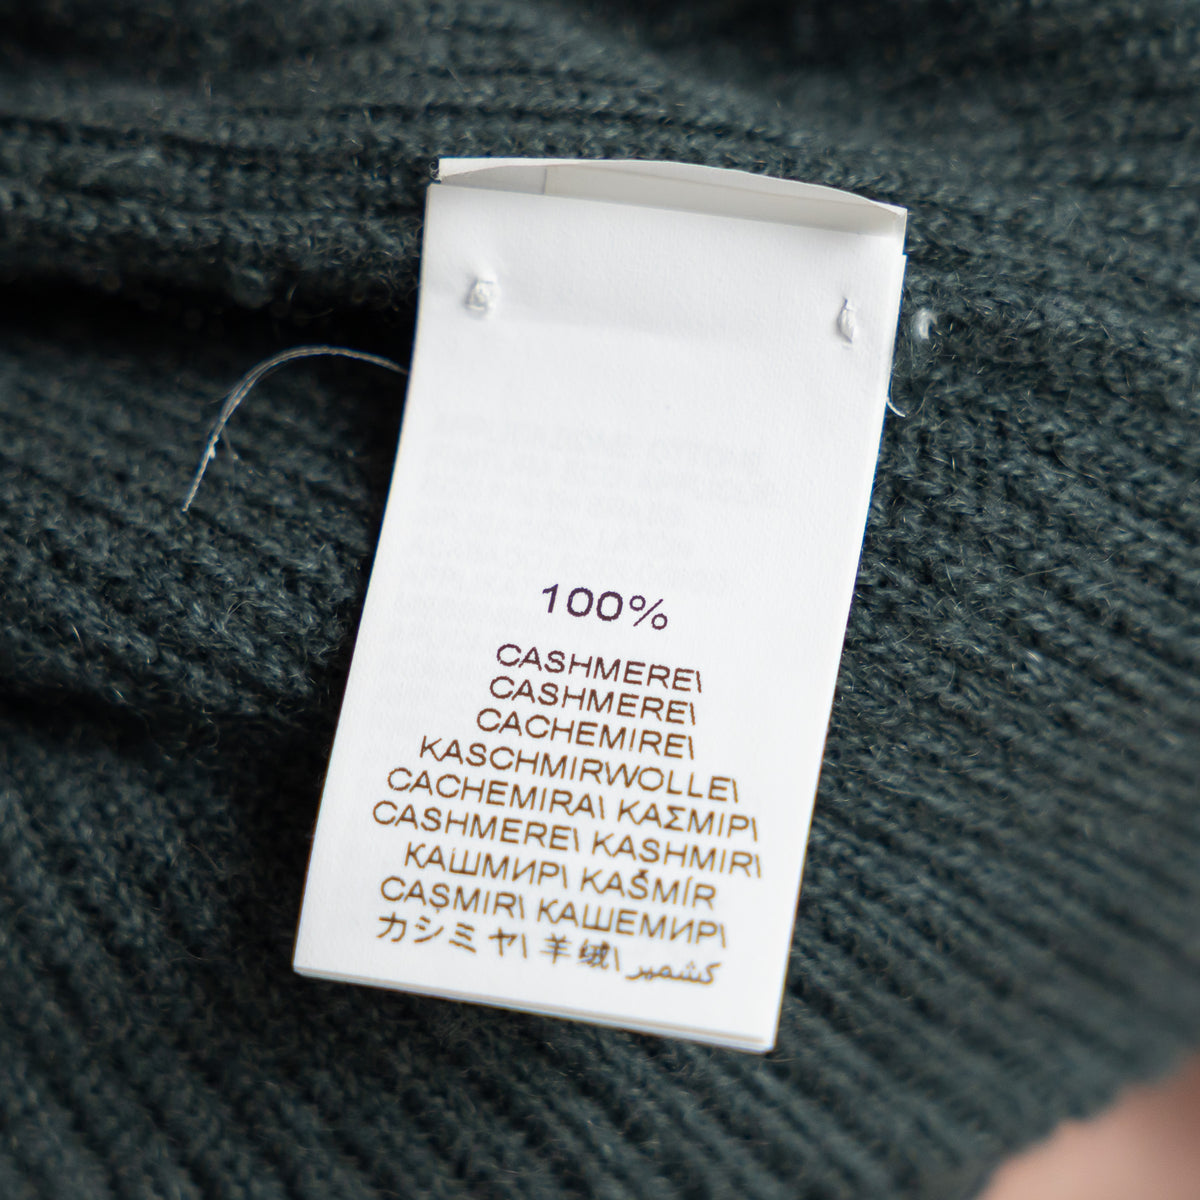 100%
CASHMERE\
CASHMERE\
CACHEMIRE\
KASCHMIRWOLLE\
CACHEMIRA\ ΚΑΣΜΙΡ\
CASHMERE\ KASHMIR\
КАШМИР\ KAŠMÍR
CAȘMIR\ КАШЕМИР\
カシミヤ\ 羊绒\ كشمير